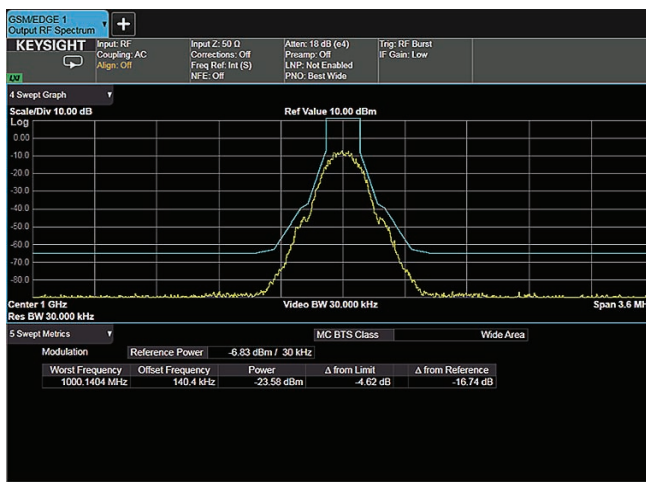 GSM/EDGE 1
Output RF Spectrum
+
KEYSIGHT
Input: RF
Coupling: AC
Align: Off
Input Z: 50 Ω
Corrections: Off
Freq Ref: Int (S)
NFE: Off
Atten: 18 dB (e4)
Preamp: Off
LNP: Not Enabled
PNO: Best Wide
Trig: RF Burst
IF Gain: Low
LXI
4 Swept Graph
Scale/Div 10.00 dB
Ref Value 10.00 dBm
Log
0.00
-10.0
-20.0
-30.0
-40.0
-50.0
-60.0
-70.0
-80.0
Center 1 GHz
Video BW 30.000 kHz
Span 3.6 MH
Res BW 30.000 kHz
5 Swept Metrics
MC BTS Class
Wide Area
Modulation
Reference Power
-6.83 dBm / 30 kHz
Worst Frequency Offset Frequency Power Δ from Limit Δ from Reference
1000.1404 MHz 140.4 kHz -23.58 dBm -4.62 dB -16.74 dB